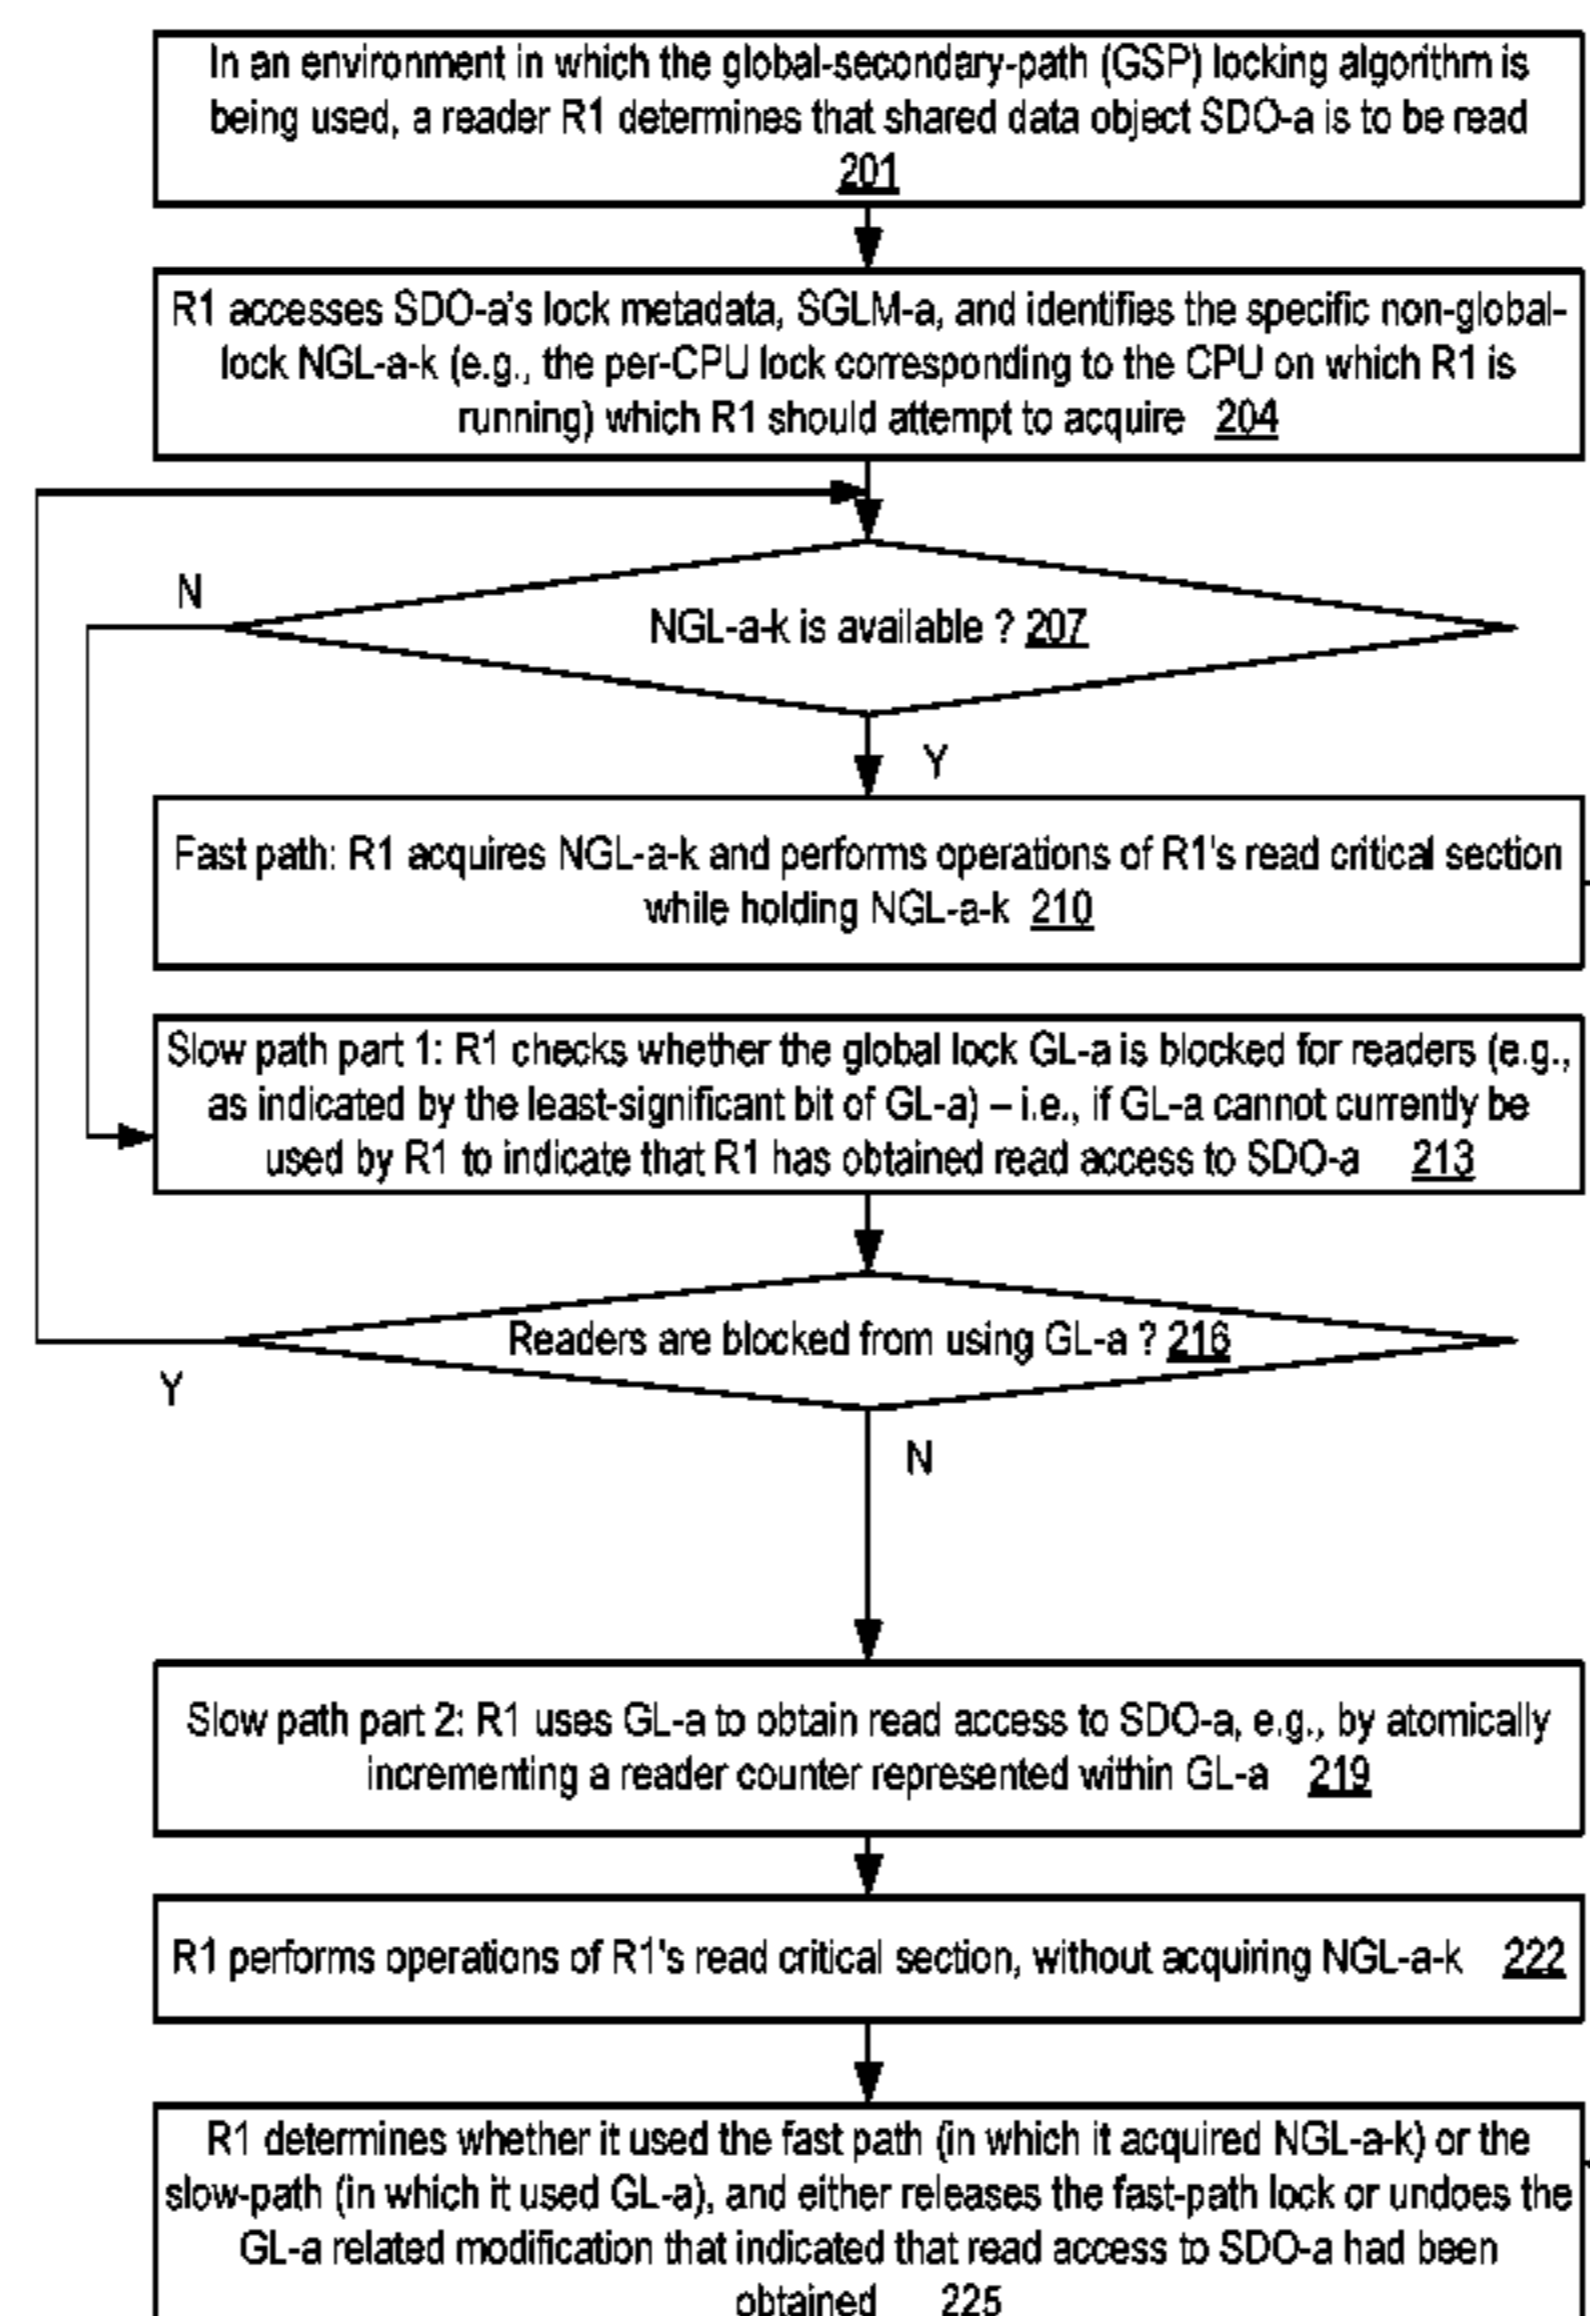 In an environment in which the global-secondary-path (GSP) locking algorithm is
being used, a reader R1 determines that shared data object SDO-a is to be read
201
R1 accesses SDO-a's lock metadata, SGLM-a, and identifies the specific non-global-
lock NGL-a-k (e.g., the per-CPU lock corresponding to the CPU on which R1 is
running) which R1 should attempt to acquire 204
N
NGL-a-k is available ? 207
Y
Fast path: R1 acquires NGL-a-k and performs operations of R1's read critical section
while holding NGL-a-k 210
Slow path part 1: R1 checks whether the global lock GL-a is blocked for readers (e.g.,
as indicated by the least-significant bit of GL-a) – i.e., if GL-a cannot currently be
used by R1 to indicate that R1 has obtained read access to SDO-a 213
Readers are blocked from using GL-a ? 216
Y
N
Slow path part 2: R1 uses GL-a to obtain read access to SDO-a, e.g., by atomically
incrementing a reader counter represented within GL-a 219
R1 performs operations of R1's read critical section, without acquiring NGL-a-k 222
R1 determines whether it used the fast path (in which it acquired NGL-a-k) or the
slow-path (in which it used GL-a), and either releases the fast-path lock or undoes the
GL-a related modification that indicated that read access to SDO-a had been
obtained 225